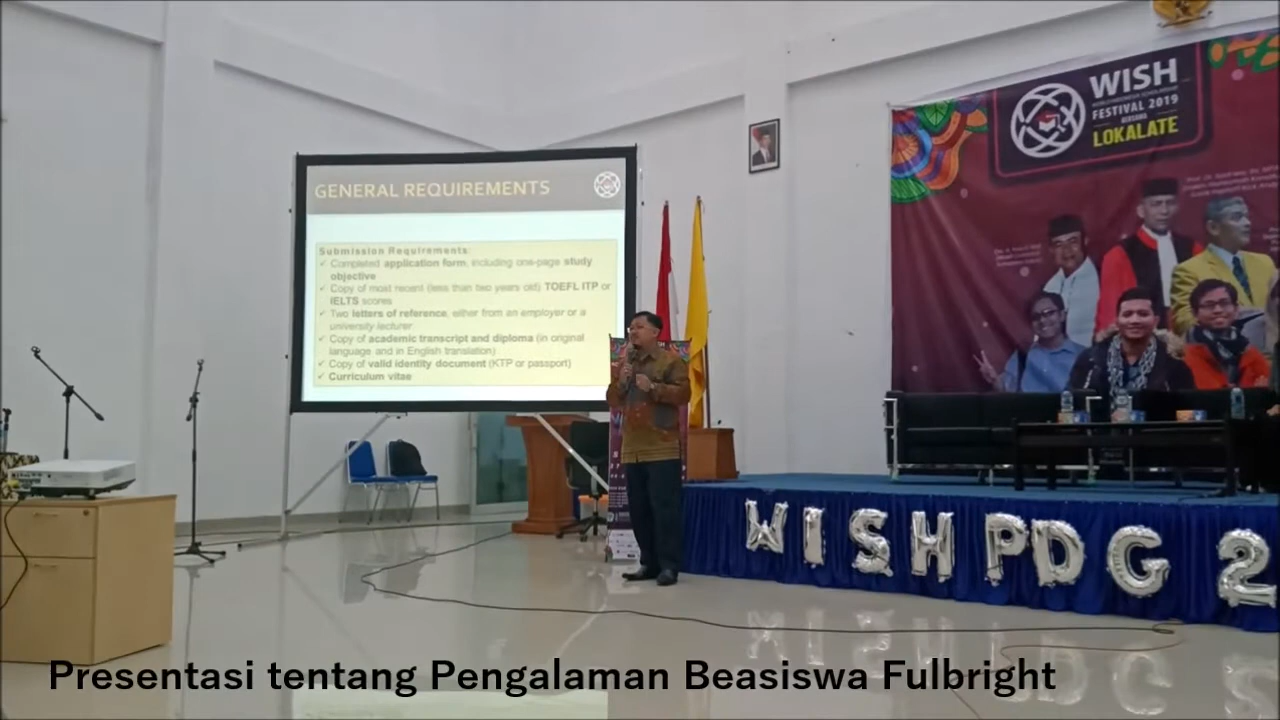 GENERAL REQUIREMENTS
Submission Requirements:
✓ Completed application form, including one-page study
objective
✓ Copy of most recent (less than two years old) TOEFL ITP or
IELTS scores
✓ Two letters of reference, either from an employer or a
university lecturer
✓ Copy of academic transcript and diploma (in original
language and in English translation)
✓ Copy of valid identity document (KTP or passport)
✓ Curriculum vitae
WISH
FESTIVAL 2019
BERSAMA
LOKALATE
WISH
WISHPDG2
Presentasi tentang Pengalaman Beasiswa Fulbright